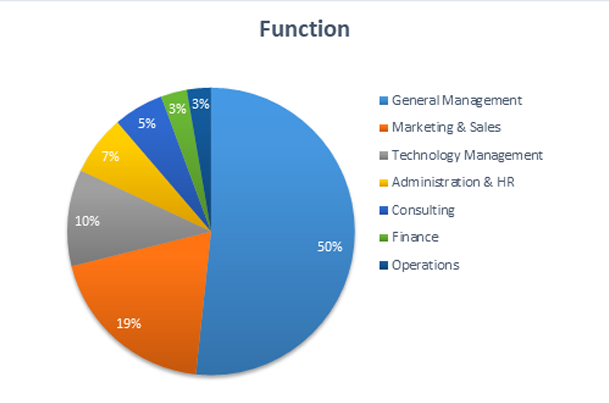 Function
3%
3%
5%
7%
10%
19%
50%
General Management
Marketing & Sales
Technology Management
Administration & HR
Consulting
Finance
Operations